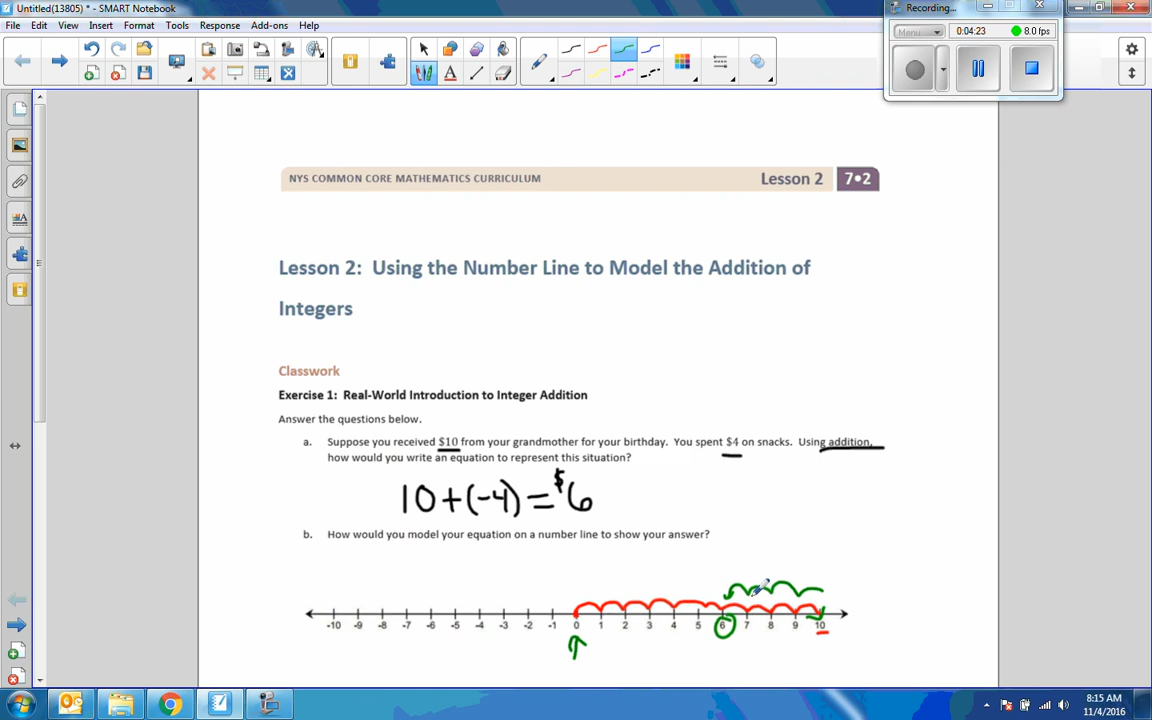 Untitled(13805) * - SMART Notebook
Recording...
File Edit View Insert Format Tools Response Add-ons Help
Menu 0:04:23 8.0 fps
NYS COMMON CORE MATHEMATICS CURRICULUM Lesson 2 7•2
Lesson 2: Using the Number Line to Model the Addition of
Integers
Classwork
Exercise 1: Real-World Introduction to Integer Addition
Answer the questions below.
a. Suppose you received $10 from your grandmother for your birthday. You spent $4 on snacks. Using addition,
how would you write an equation to represent this situation?
10+(-4)=$6
b. How would you model your equation on a number line to show your answer?
-10 -9 -8 -7 -6 -5 -4 -3 -2 -1 0 1 2 3 4 5 6 7 8 9 10
8:15 AM
11/4/2016